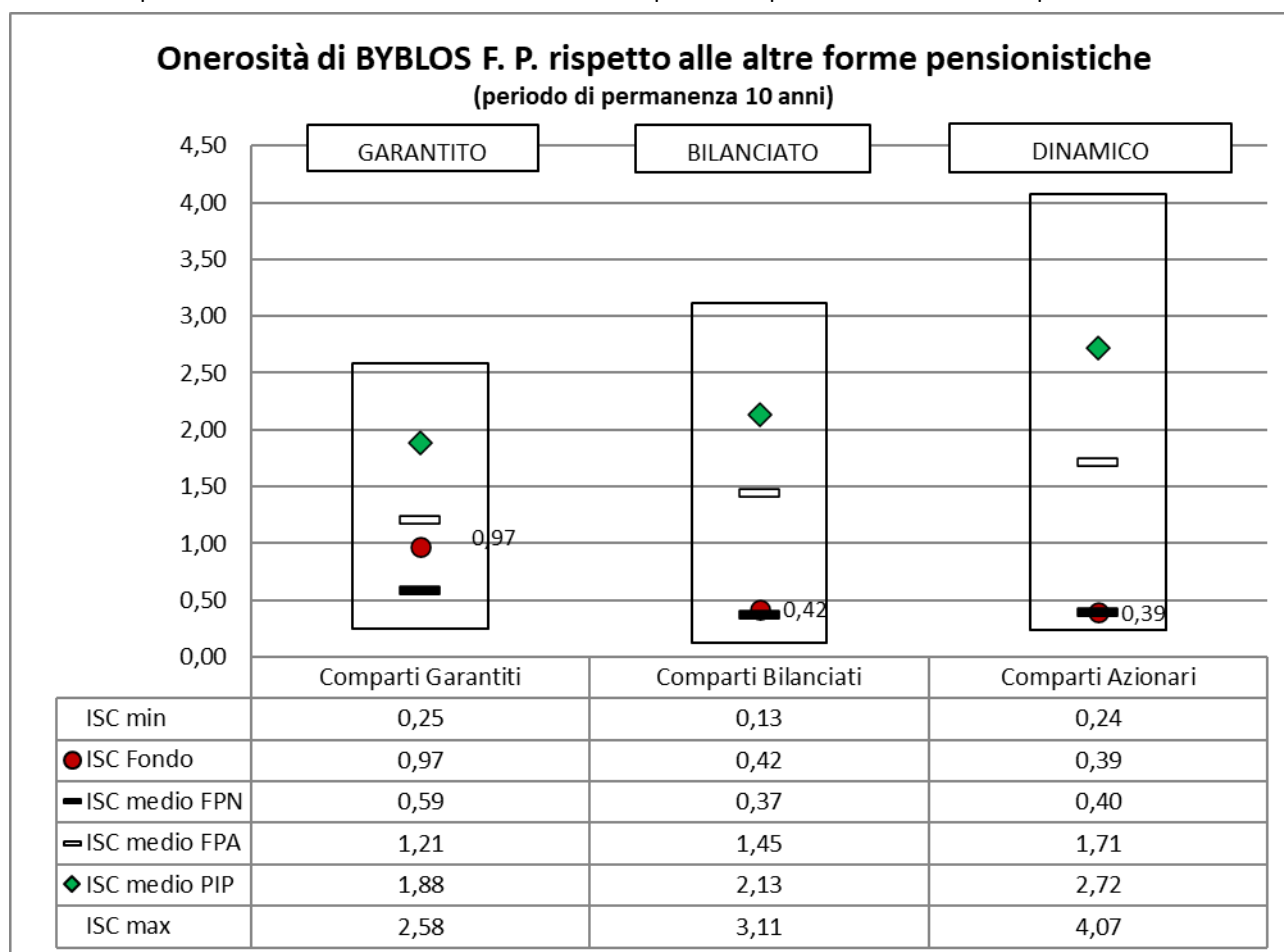 Onerosità di BYBLOS F. P. rispetto alle altre forme pensionistiche
(periodo di permanenza 10 anni)
GARANTITO BILANCIATO DINAMICO
4,50
4,00
3,50
3,00
2,50
2,00
1,50
1,00
0,50
0,00
0,97
0,42
0,39
Comparti Garantiti Comparti Bilanciati Comparti Azionari
ISC min 0,25 0,13 0,24
ISC Fondo 0,97 0,42 0,39
ISC medio FPN 0,59 0,37 0,40
ISC medio FPA 1,21 1,45 1,71
ISC medio PIP 1,88 2,13 2,72
ISC max 2,58 3,11 4,07